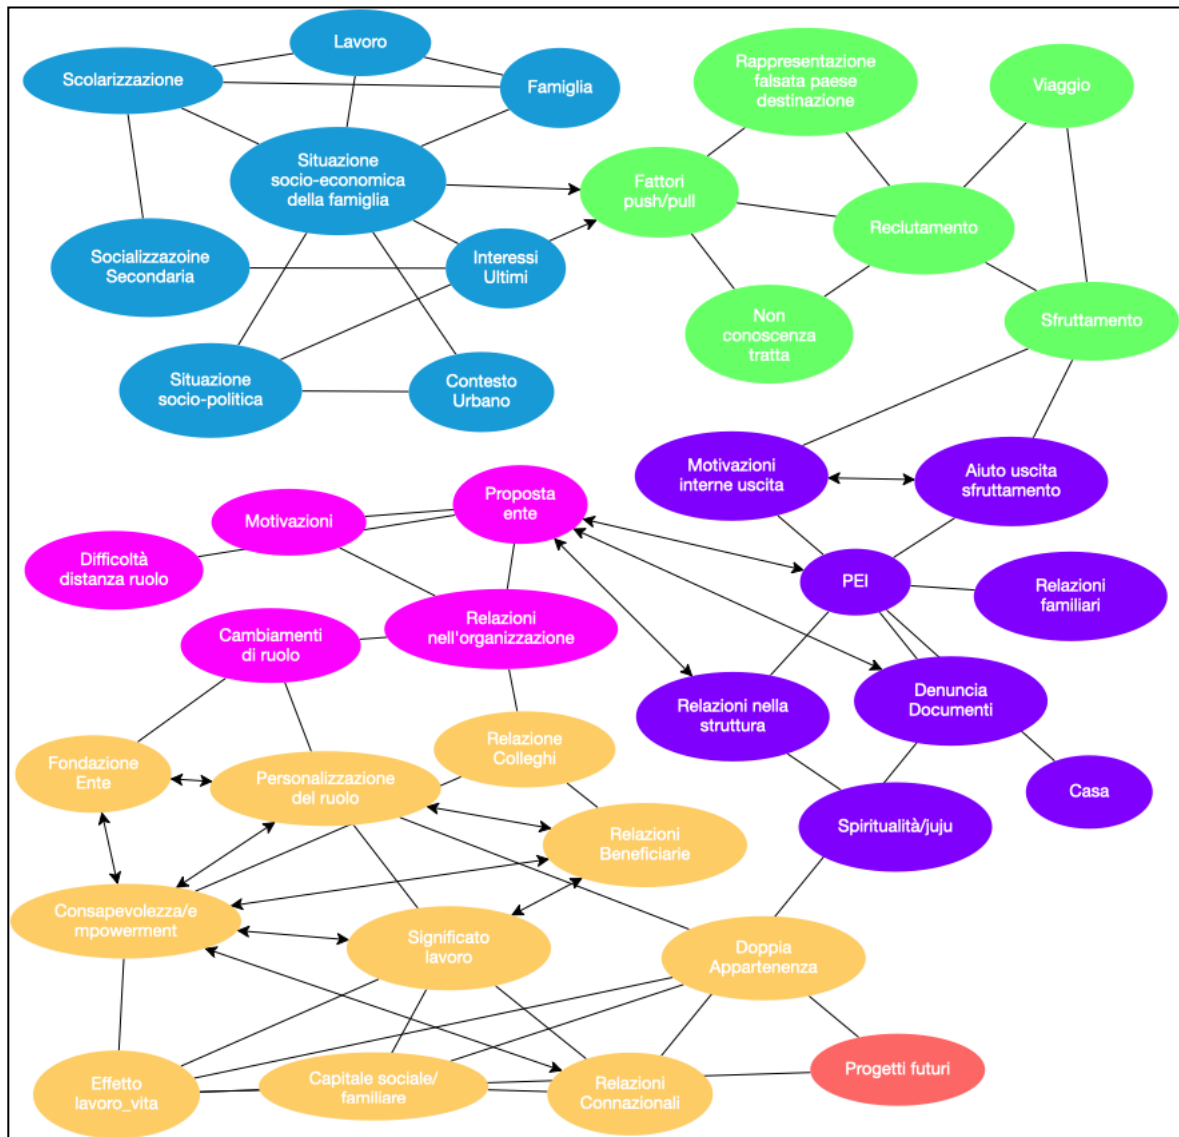 Lavoro
Scolarizzazione
Famiglia
Situazione
socio-economica
della famiglia
Socializzazoine
Secondaria
Interessi
Ultimi
Situazione
socio-politica
Contesto
Urbano
Rappresentazione
falsata paese
destinazione
Viaggio
Fattori
push/pull
Reclutamento
Non
conoscenza
tratta
Sfruttamento
Motivazioni
interne uscita
Aiuto uscita
sfruttamento
Proposta
ente
Motivazioni
Difficoltà
distanza ruolo
PEI
Relazioni
familiari
Relazioni
nell'organizzazione
Cambiamenti
di ruolo
Relazioni nella
struttura
Denuncia
Documenti
Relazione
Colleghi
Fondazione
Ente
Personalizzazione
del ruolo
Casa
Spiritualità/juju
Relazioni
Beneficiarie
Consapevolezza/e
mpowerment
Significato
lavoro
Doppia
Appartenenza
Effetto
lavoro_vita
Capitale sociale/
familiare
Relazioni
Connazionali
Progetti futuri